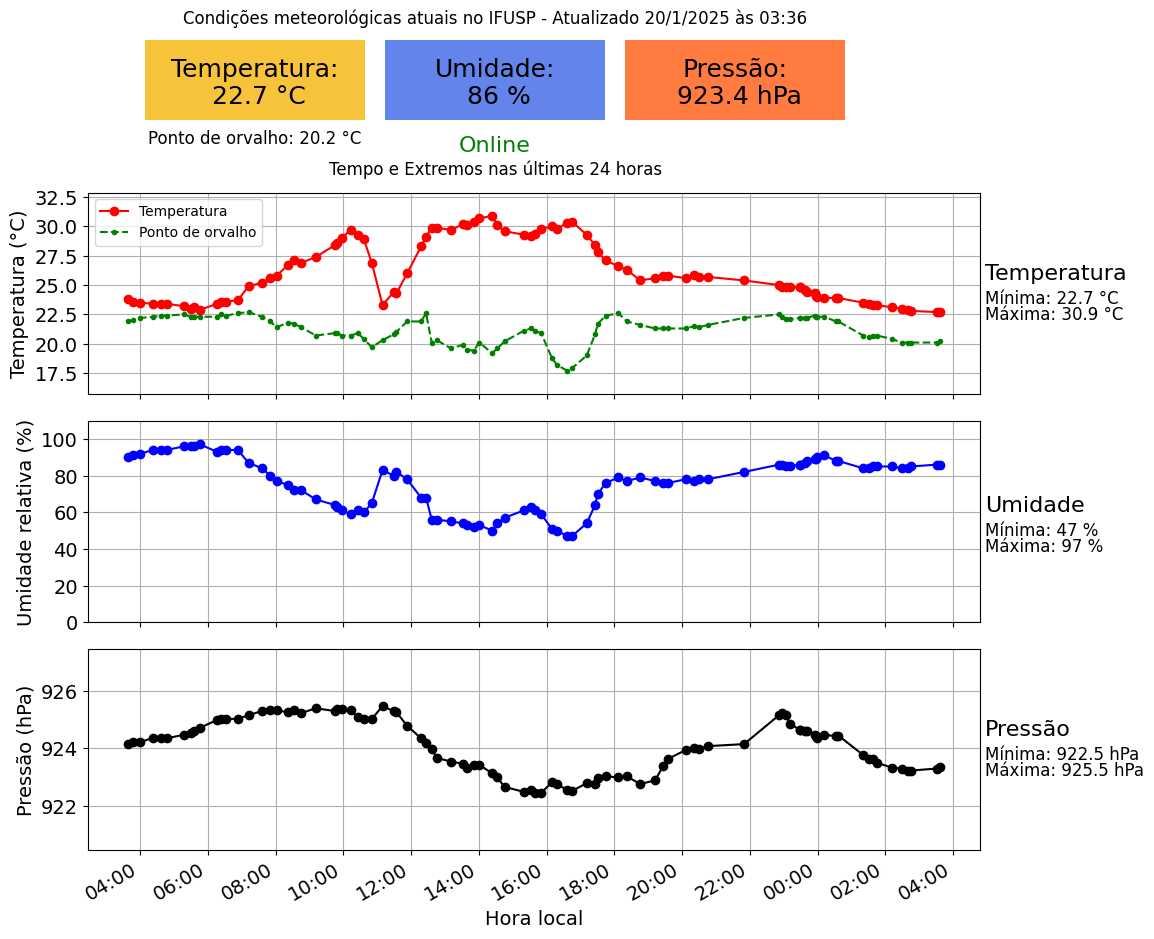 Condições meteorológicas atuais no IFUSP - Atualizado 20/1/2025 às 03:36
Temperatura:
22.7 °C
Umidade:
86 %
Pressão:
923.4 hPa
Ponto de orvalho: 20.2 °C
Online
Tempo e Extremos nas últimas 24 horas
Temperatura (°C)
32.5
30.0
27.5
25.0
22.5
20.0
17.5
Temperatura
Ponto de orvalho
Temperatura
Mínima: 22.7 °C
Máxima: 30.9 °C
Umidade relativa (%)
100
80
60
40
20
0
Umidade
Mínima: 47 %
Máxima: 97 %
Pressão (hPa)
926
924
922
Pressão
Mínima: 922.5 hPa
Máxima: 925.5 hPa
04:00
06:00
08:00
10:00
12:00
14:00
16:00
18:00
20:00
22:00
00:00
02:00
04:00
Hora local